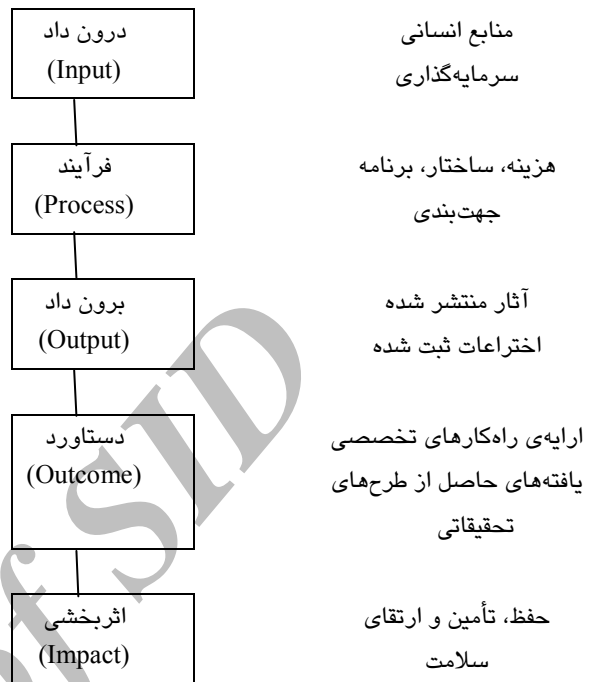 درون داد
(Input)
منابع انسانی
سرمایه‌گذاری
فرآیند
(Process)
هزینه، ساختار، برنامه
جهت‌بندی
برون داد
(Output)
آثار منتشر شده
اختراعات ثبت شده
دستاورد
(Outcome)
ارایه‌ی راه‌کارهای تخصصی
یافته‌های حاصل از طرح‌های
تحقیقاتی
اثربخشی
(Impact)
حفظ، تأمین و ارتقای
سلامت
of SID